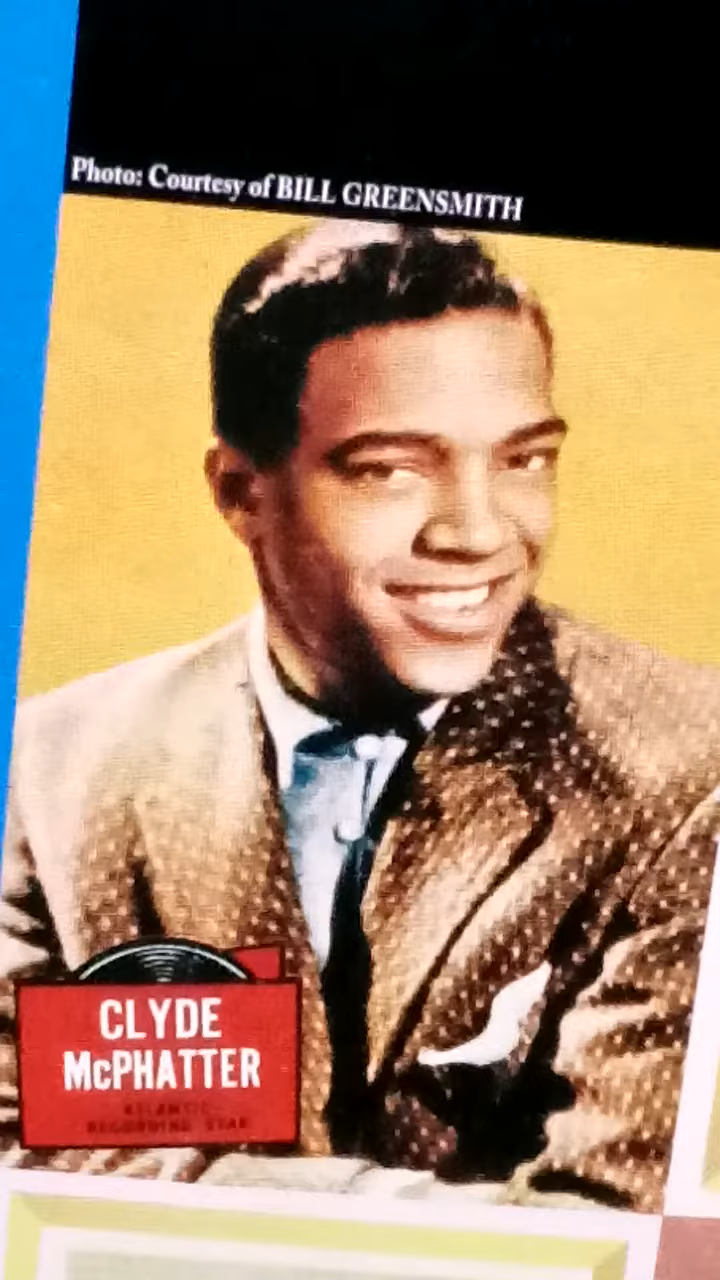 Photo: Courtesy of BILL GREENSMITH
CLYDE
McPHATTER
ATLANTIC
RECORDING STAR